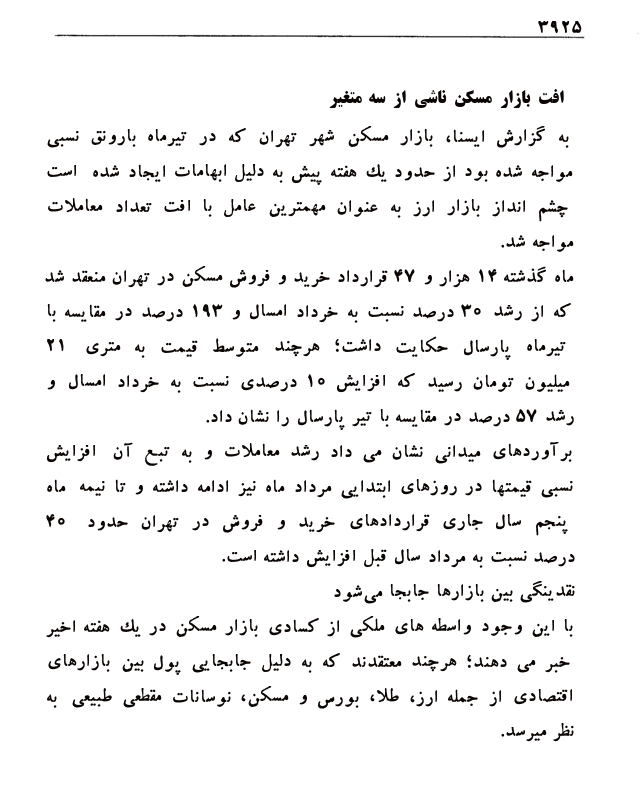 ۳۹۲۵
افت بازار مسکن ناشی از سه متغیر
به گزارش ایسنا، بازار مسکن شهر تهران که در تیرماه بارونق نسبی
مواجه شده بود از حدود یك هفته پیش به دلیل ابهامات ایجاد شده است
چشم انداز بازار ارز به عنوان مهمترین عامل با افت تعداد معاملات
مواجه شد.
ماه گذشته ۱۴ هزار و ۴۷ قرارداد خرید و فروش مسکن در تهران منعقد شد
که از رشد ۳۰ درصد نسبت به خرداد امسال و ۱۹۳ درصد در مقایسه با
تیرماه پارسال حکایت داشت؛ هرچند متوسط قیمت به متری ۲۱
میلیون تومان رسید که افزایش ۱۰ درصدی نسبت به خرداد امسال و
رشد ۵۷ درصد در مقایسه با تیر پارسال را نشان داد.
برآوردهای میدانی نشان می داد رشد معاملات و به تبع آن افزایش
نسبی قیمتها در روزهای ابتدایی مرداد ماه نیز ادامه داشته و تا نیمه ماه
پنجم سال جاری قراردادهای خرید و فروش در تهران حدود ۴۰
درصد نسبت به مرداد سال قبل افزایش داشته است.
نقدینگی بین بازارها جابجا می‌شود
با این وجود واسطه های ملکی از کسادی بازار مسکن در یك هفته اخیر
خبر می دهند؛ هرچند معتقدند که به دلیل جابجایی پول بین بازارهای
اقتصادی از جمله ارز، طلا، بورس و مسکن، نوسانات مقطعی طبیعی به
نظر میرسد.